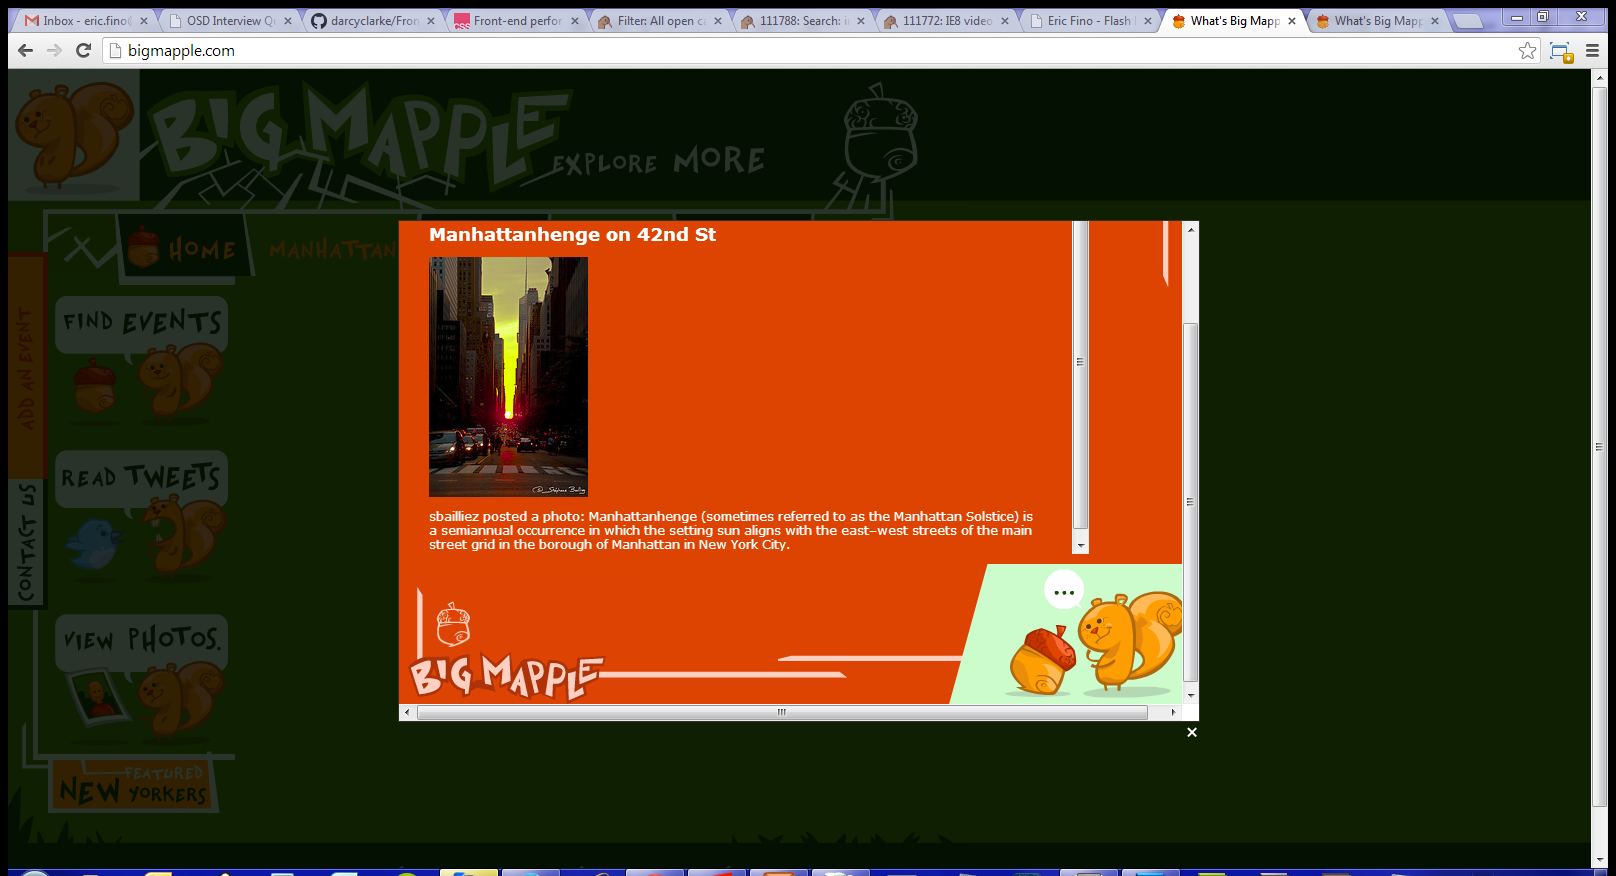 Inbox - eric.fino@
OSD Interview Qu
darcyclarke/Fron
Front-end perfor
Filter: All open ca
111788: Search: i
111772: IE8 video
Eric Fino - Flash
What's Big Mapp
What's Big Mapp
bigmapple.com
BIG MAPPLE
EXPLORE MORE
HOME
MANHATTAN
ADD AN EVENT
CONTACT US
FIND EVENTS
READ TWEETS
VIEW PHOTOS.
FEATURED
NEW YORKERS
Manhattanhenge on 42nd St
sbailliez posted a photo: Manhattanhenge (sometimes referred to as the Manhattan Solstice) is
a semiannual occurrence in which the setting sun aligns with the east–west streets of the main
street grid in the borough of Manhattan in New York City.
...
BIG MAPPLE